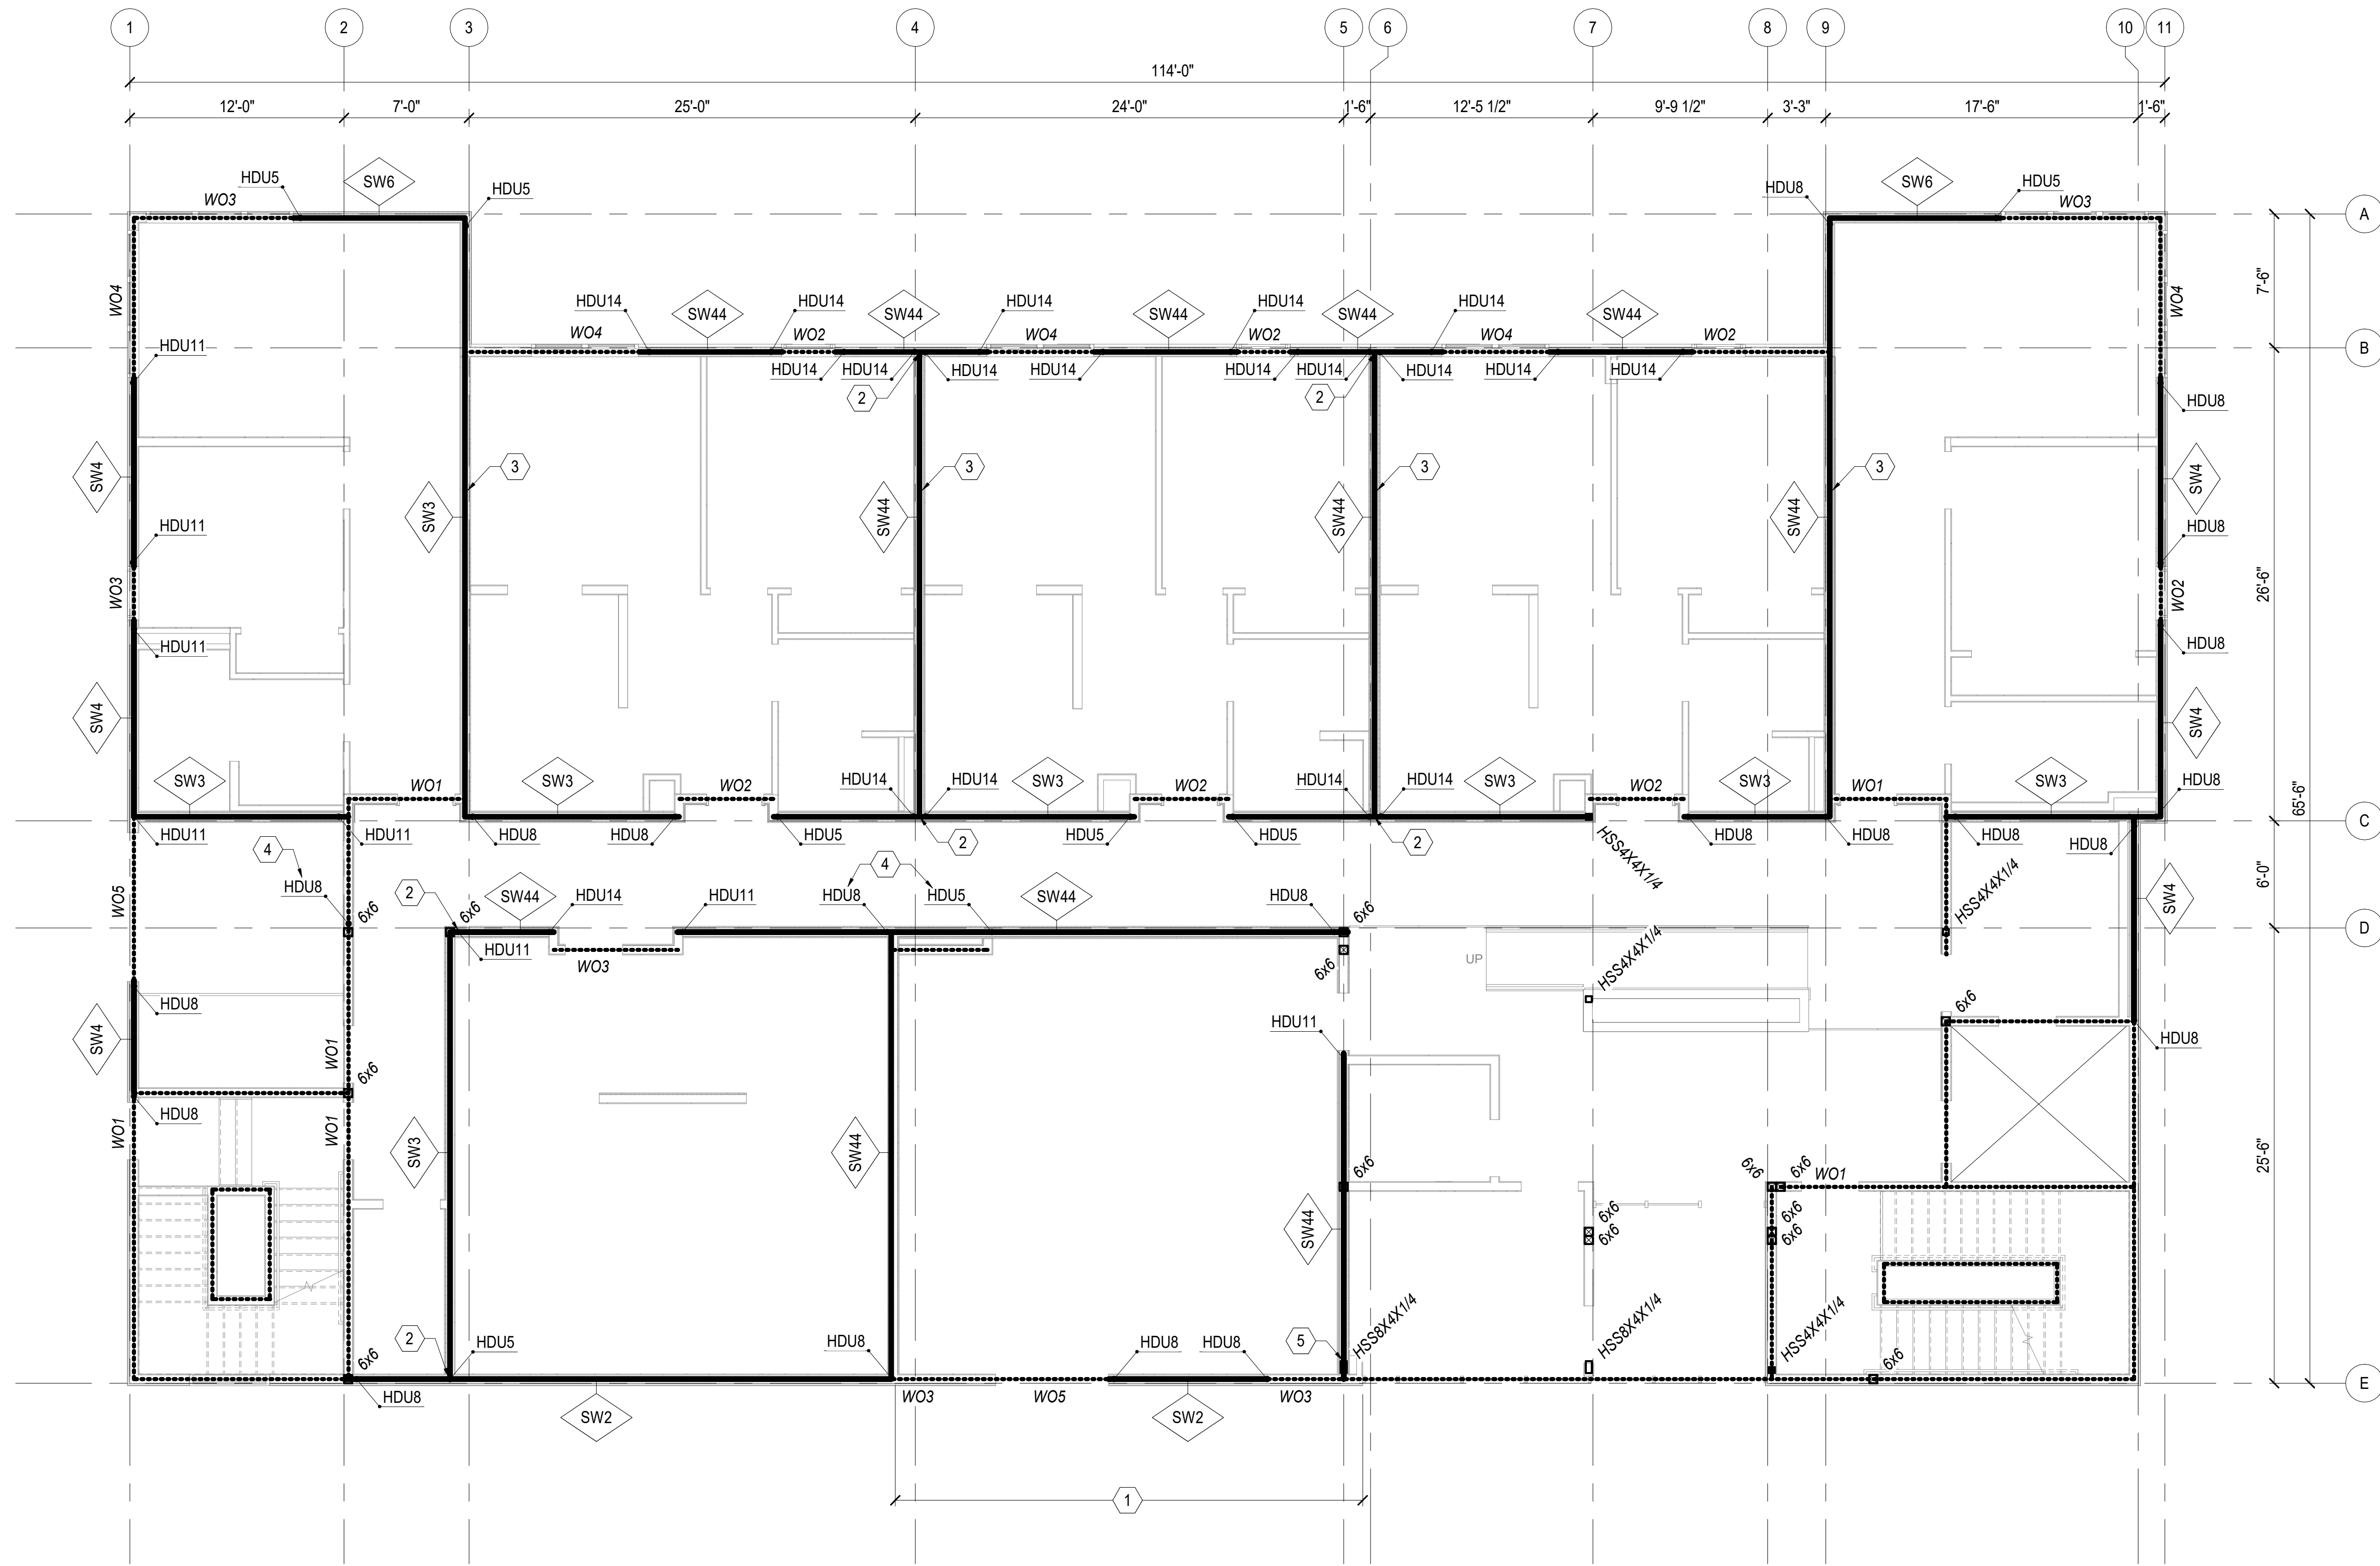 1 2 3 4 5 6 7 8 9 10 11
114'-0"
12'-0" 7'-0" 25'-0" 24'-0" 1'-6" 12'-5 1/2" 9'-9 1/2" 3'-3" 17'-6" 1'-6"
HDU5 SW6 HDU5 HDU8 SW6 HDU5
WO3 WO3
A
WO4 WO4 7'-6"
HDU14 SW44 HDU14 SW44 HDU14 SW44 HDU14 SW44 HDU14 SW44
WO4 WO2 WO4 WO2 WO4 WO2
HDU11 B
HDU14 HDU14 HDU14 HDU14 HDU14 HDU14 HDU14 HDU14 HDU14
2 2 HDU8
3 3 3 3
SW4 SW4
SW3 SW44 SW44 SW44
HDU11 HDU8
WO3 WO2 26'-6"
HDU11 HDU8
SW4 SW4
SW3 WO1 SW3 WO2 HDU14 HDU14 SW3 WO2 HDU14 HDU14 SW3 WO2 SW3 WO1 SW3 HDU8
65'-6"
C
HDU11 HDU11 HDU8 HDU8 HDU5 HDU5 HDU5 HDU8 HDU8 HDU8 HDU8
4 2 2 HSS4X4X1/4
WO5 HDU8 2 SW44 HDU14 HDU11 HDU8 4 HDU5 SW44 HDU8 HSS4X4X1/4 SW4 6'-0"
6x6 6x6 6x6
D
HDU11 WO3 6x6 UP HSS4X4X1/4
HDU8 6x6
HDU11
SW4 WO1 HDU8
6x6
HDU8
WO1 WO1 SW3 SW44 25'-6"
6x6 6x6 6x6 WO1
SW44 6x6 6x6
6x6 6x6
2 HDU5 HDU8 HDU8 HDU8 5 HSS8X4X1/4 HSS8X4X1/4 HSS4X4X1/4
6x6 6x6
E
HDU8 WO3 WO5 WO3
SW2 SW2
1